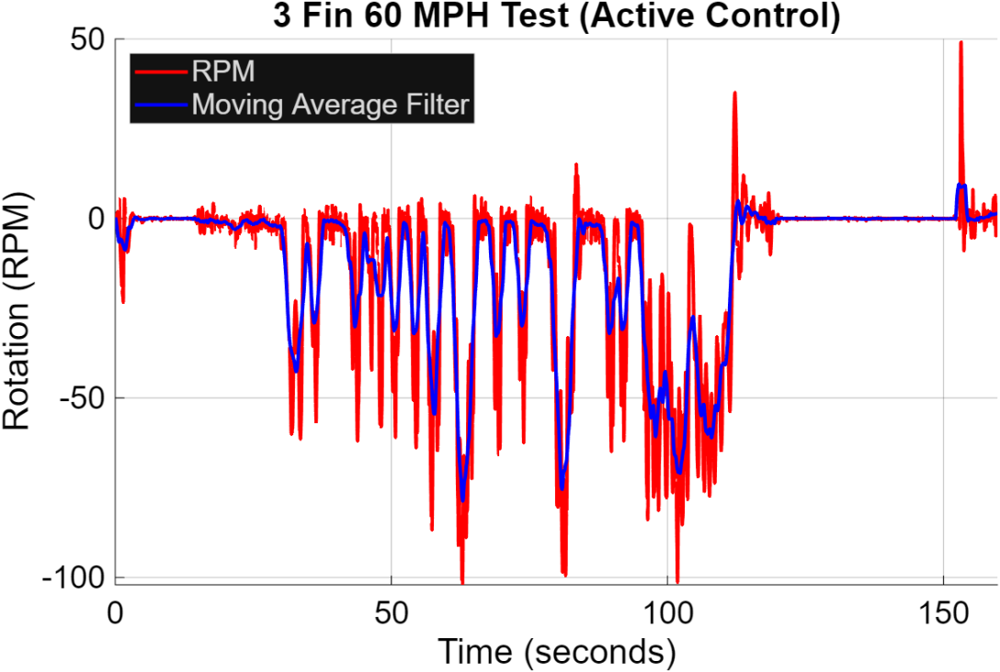 3 Fin 60 MPH Test (Active Control)
50
RPM
Moving Average Filter
0
-50
-100
Rotation (RPM)
0 50 100 150
Time (seconds)